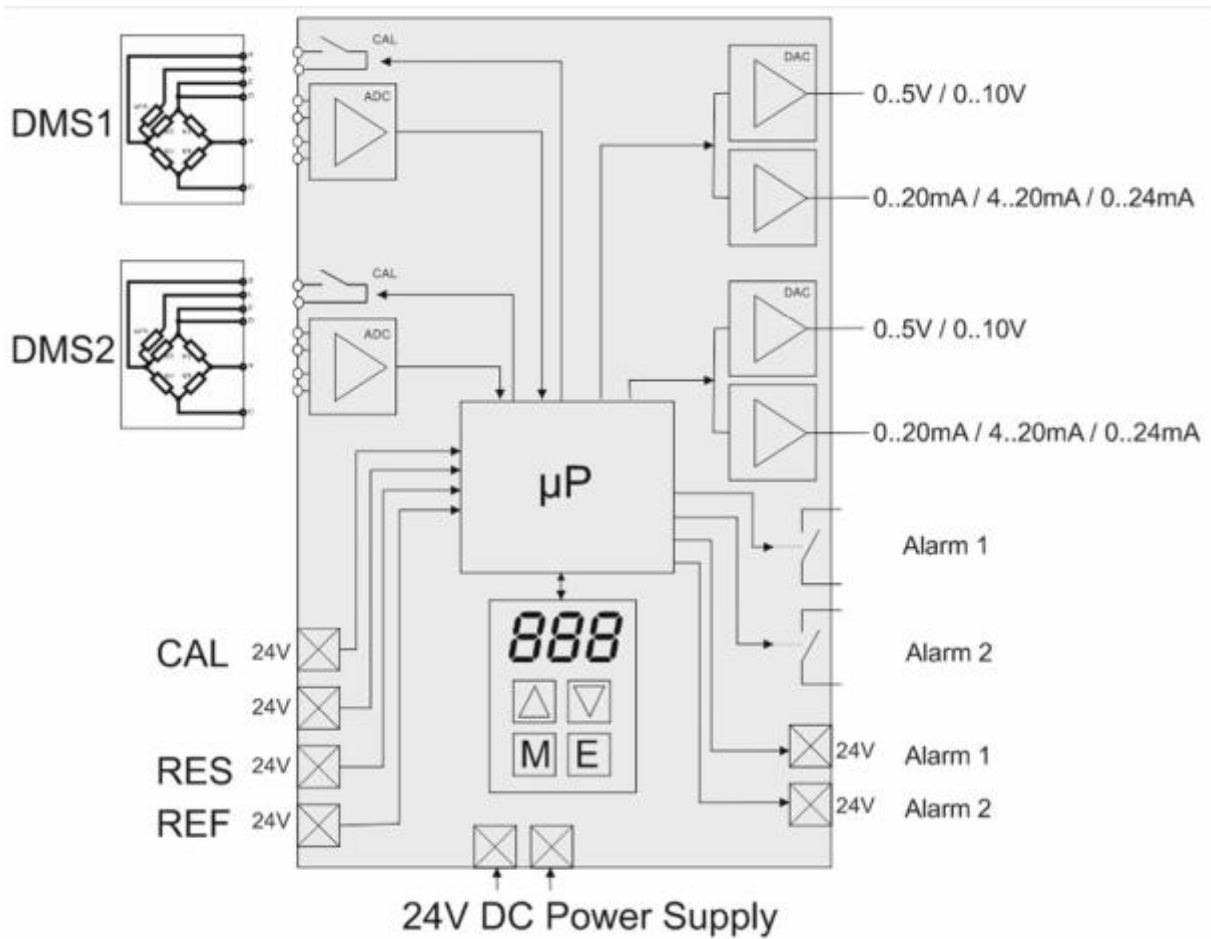 CAL
DAC
DMS1
ADC
0..5V / 0..10V
0..20mA / 4..20mA / 0..24mA
CAL
DAC
DMS2
ADC
0..5V / 0..10V
0..20mA / 4..20mA / 0..24mA
µP
Alarm 1
888
CAL 24V
Alarm 2
24V
M E
24V Alarm 1
RES 24V
24V Alarm 2
REF 24V
24V DC Power Supply